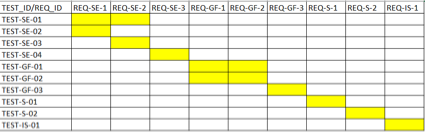 TEST_ID/REQ_ID REQ-SE-1 REQ-SE-2 REQ-SE-3 REQ-GF-1 REQ-GF-2 REQ-GF-3 REQ-S-1 REQ-S-2 REQ-IS-1
TEST-SE-01
TEST-SE-02
TEST-SE-03
TEST-SE-04
TEST-GF-01
TEST-GF-02
TEST-GF-03
TEST-S-01
TEST-S-02
TEST-IS-01